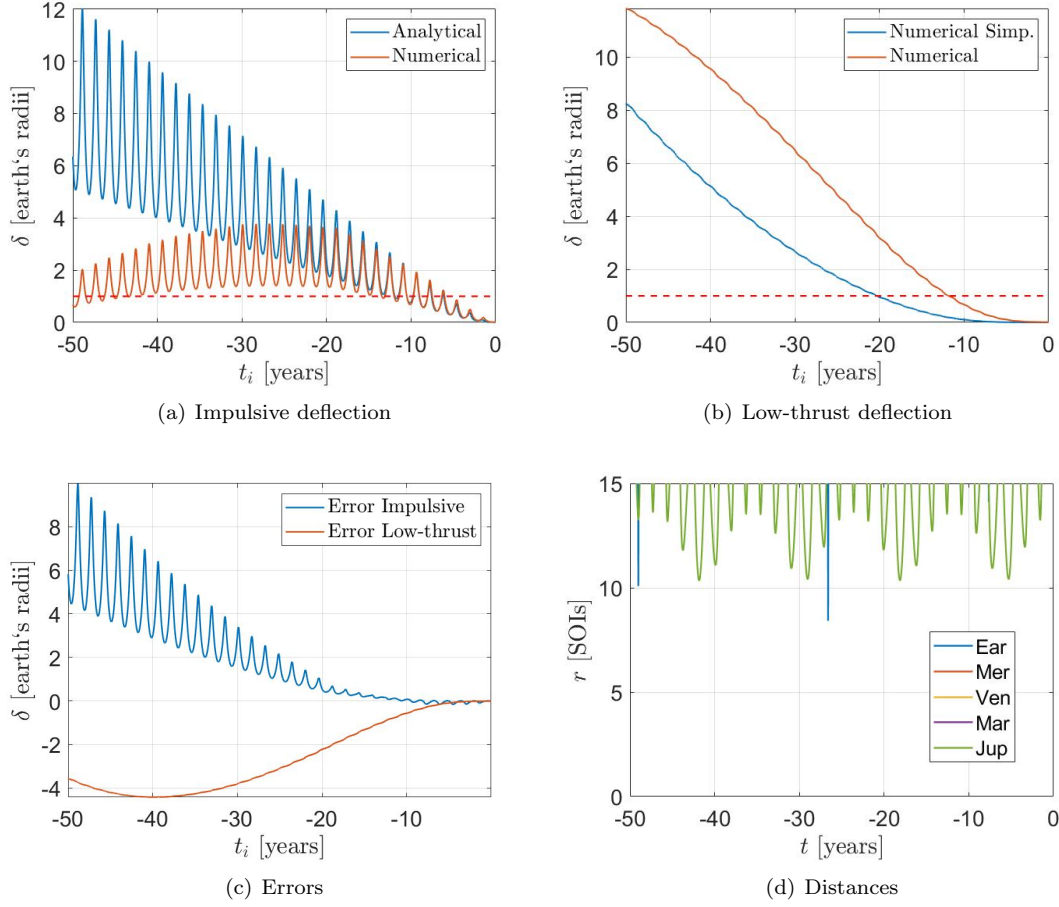 12
10
8
6
4
2
0
δ [earth‘s radii]
Analytical
Numerical
-50 -40 -30 -20 -10 0
t_i [years]
(a) Impulsive deflection
10
8
6
4
2
0
δ [earth‘s radii]
Numerical Simp.
Numerical
-50 -40 -30 -20 -10 0
t_i [years]
(b) Low-thrust deflection
8
6
4
2
0
-2
-4
δ [earth‘s radii]
Error Impulsive
Error Low-thrust
-50 -40 -30 -20 -10
t_i [years]
(c) Errors
15
10
5
0
r [SOIs]
Ear
Mer
Ven
Mar
Jup
-50 -40 -30 -20 -10 0
t [years]
(d) Distances